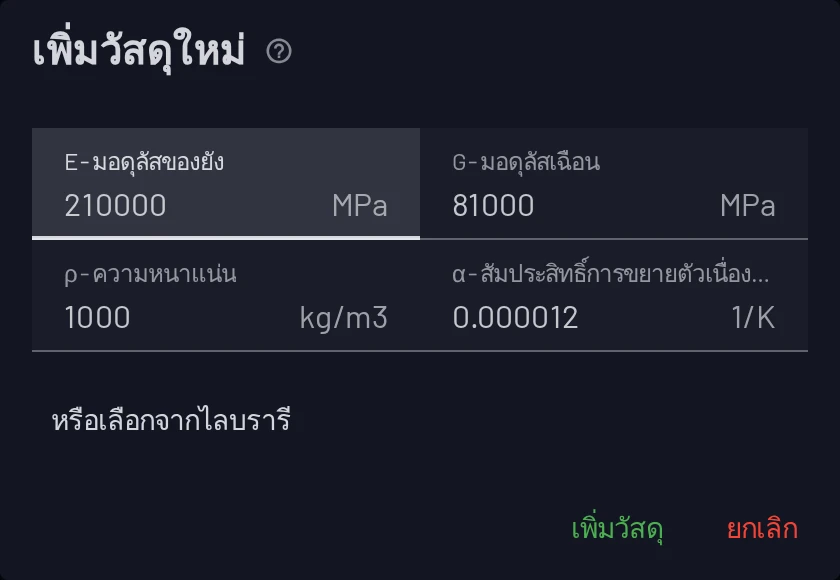 เพิ่มวัสดุใหม่ ?
E - มอดุลัสของยัง
210000 MPa
G - มอดุลัสเฉือน
81000 MPa
ρ - ความหนาแน่น
1000 kg/m3
α - สัมประสิทธิ์การขยายตัวเนื่อง...
0.000012 1/K
หรือเลือกจากไลบรารี
เพิ่มวัสดุ ยกเลิก